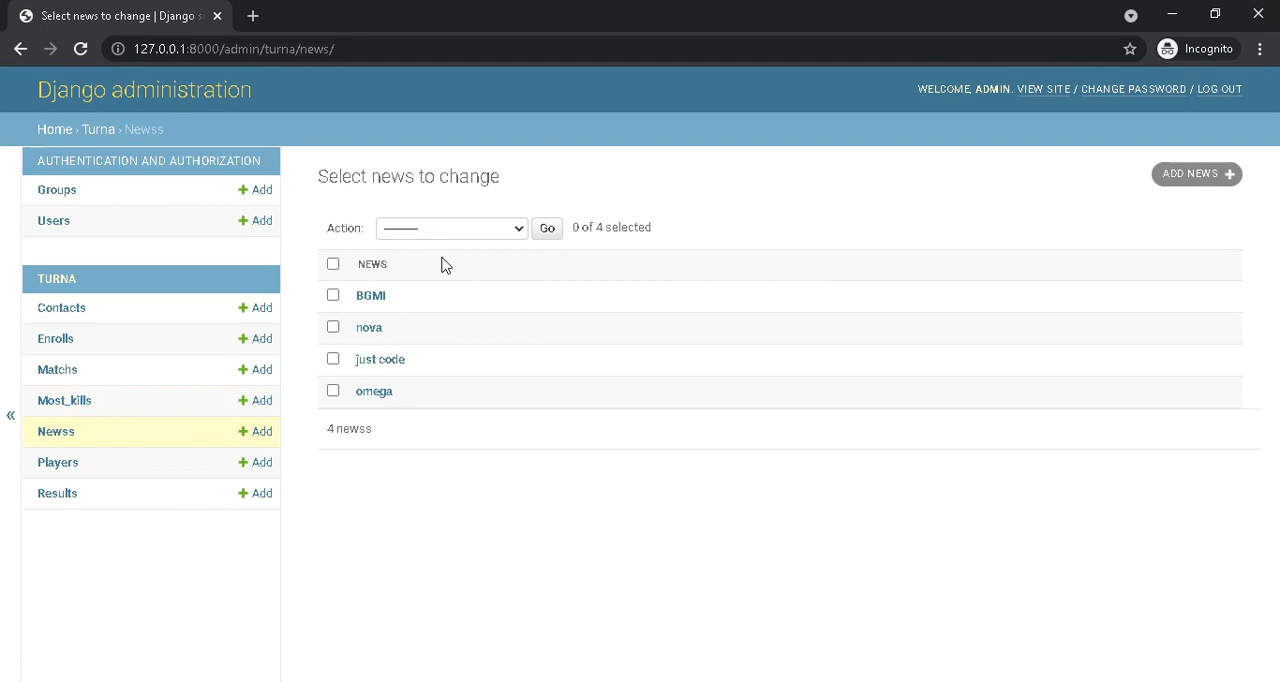 Select news to change | Django s
127.0.0.1:8000/admin/turna/news/
Incognito
Django administration
WELCOME, ADMIN. VIEW SITE / CHANGE PASSWORD / LOG OUT
Home › Turna › Newss
AUTHENTICATION AND AUTHORIZATION
Groups + Add
Users + Add
TURNA
Contacts + Add
Enrolls + Add
Matchs + Add
Most_kills + Add
Newss + Add
Players + Add
Results + Add
«
Select news to change
ADD NEWS +
Action: --------- Go 0 of 4 selected
NEWS
BGMI
nova
just code
omega
4 newss